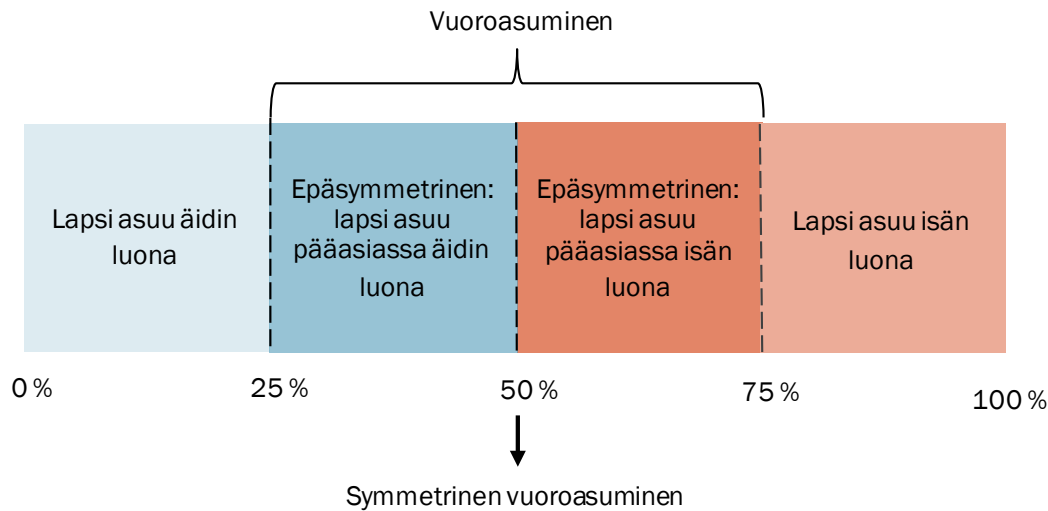 Vuoroasuminen
Lapsi asuu äidin
luona
Epäsymmetrinen:
lapsi asuu
pääasiassa äidin
luona
Epäsymmetrinen:
lapsi asuu
pääasiassa isän
luona
Lapsi asuu isän
luona
0 %
25 %
50 %
75 %
100 %
Symmetrinen vuoroasuminen